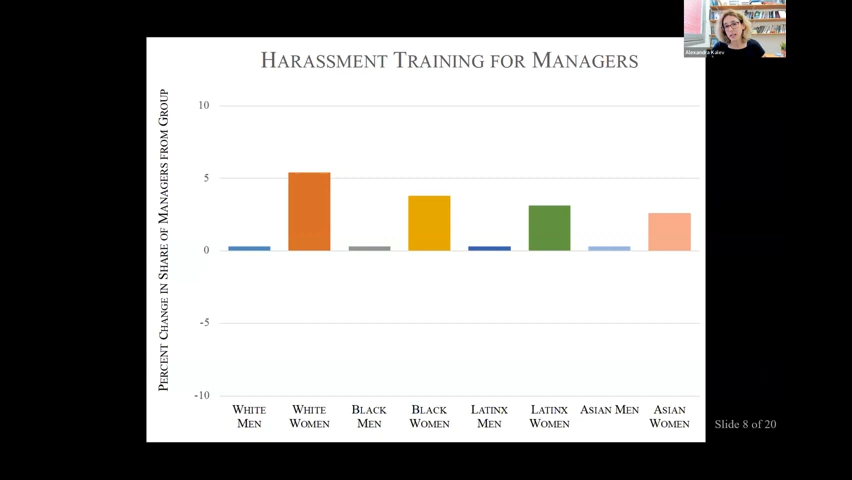 Alexandra Kalev
HARASSMENT TRAINING FOR MANAGERS
PERCENT CHANGE IN SHARE OF MANAGERS FROM GROUP
10
5
0
-5
-10
WHITE
MEN
WHITE
WOMEN
BLACK
MEN
BLACK
WOMEN
LATINX
MEN
LATINX
WOMEN
ASIAN MEN
ASIAN
WOMEN
Slide 8 of 20